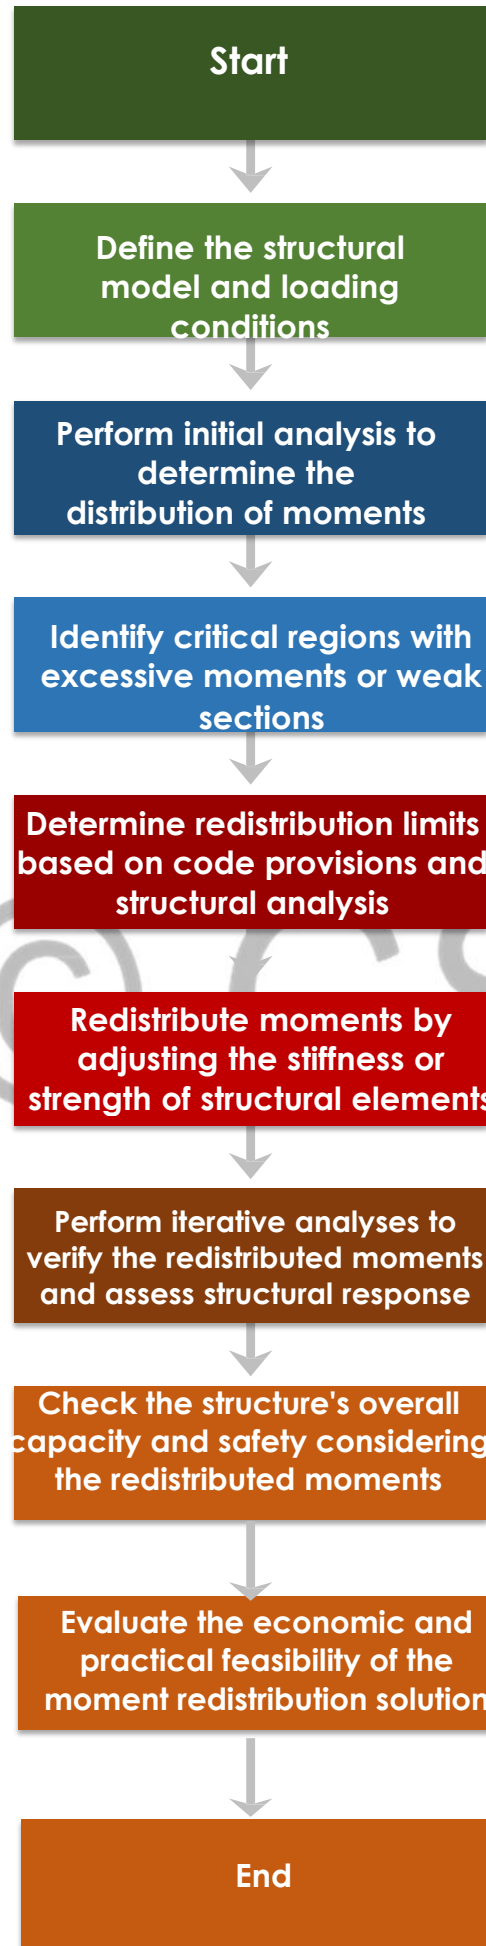 Start
Define the structural
model and loading
conditions
Perform initial analysis to
determine the
distribution of moments
Identify critical regions with
excessive moments or weak
sections
Determine redistribution limits
based on code provisions and
structural analysis
© CS
Redistribute moments by
adjusting the stiffness or
strength of structural elements
Perform iterative analyses to
verify the redistributed moments
and assess structural response
Check the structure's overall
capacity and safety considering
the redistributed moments
Evaluate the economic and
practical feasibility of the
moment redistribution solution
End